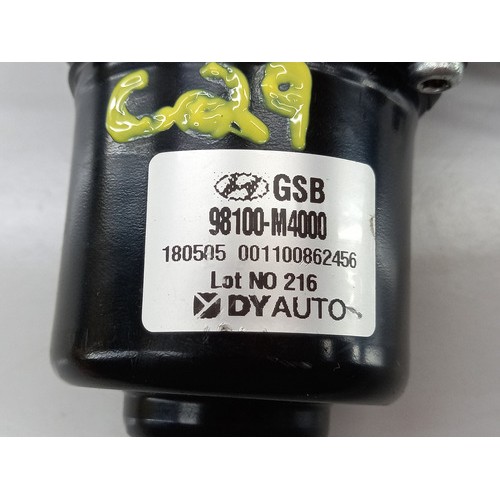 C29
GSB
98100-M4000
180505 001100862456
Lot NO 216
DYAUTO